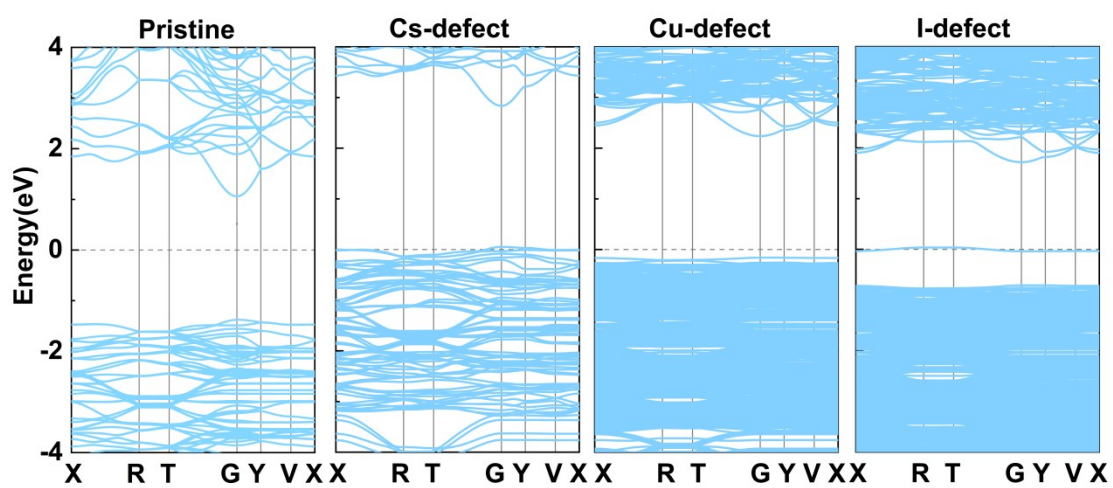 Pristine Cs-defect Cu-defect I-defect
Energy(eV)
4
2
0
-2
-4
X R T G Y V X X R T G Y V X X R T G Y V X X R T G Y V X